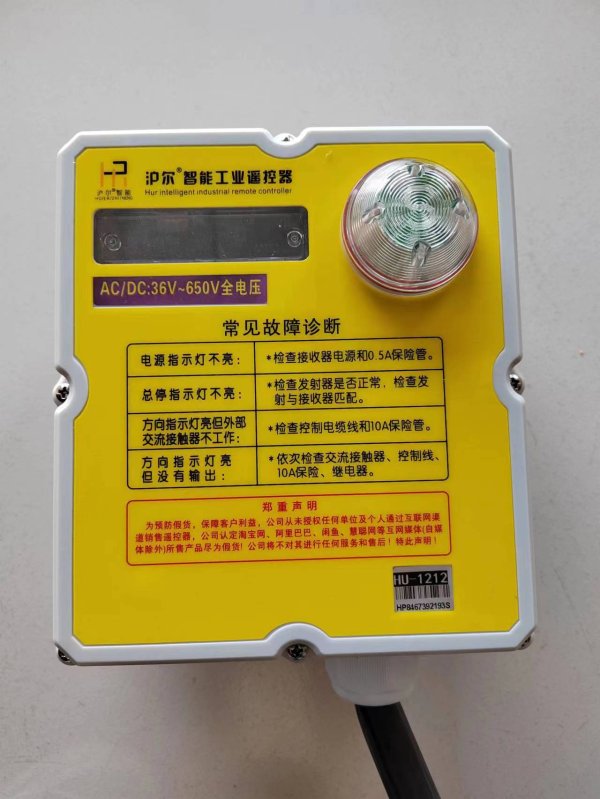 HP
沪尔®智能
沪尔®智能工业遥控器
Hur intelligent industrial remote controller
AC/DC:36V~650V全电压
常见故障诊断
电源指示灯不亮：
*检查接收器电源和0.5A保险管。
总停指示灯不亮：
*检查发射器是否正常，检查发
射与接收器匹配。
方向指示灯亮但外部
交流接触器不工作：
*检查控制电缆线和10A保险管。
方向指示灯亮
但没有输出：
*依次检查交流接触器、控制线、
10A保险、继电器。
郑重声明
为预防假货，保障客户利益，公司从未授权任何单位及个人通过互联网渠
道销售遥控器，公司认定淘宝网、阿里巴巴、闲鱼、慧聪网等互网媒体(自媒
体除外)所售产品尽为假货！公司将不对其进行任何服务和售后！特此声明！
HU-1212
HP8467392193S